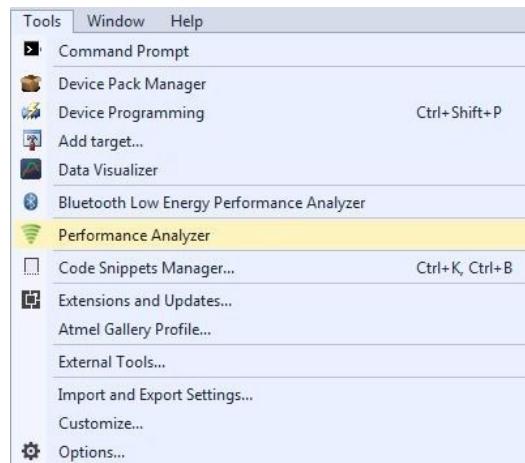 Tools Window Help
Command Prompt
Device Pack Manager
Device Programming Ctrl+Shift+P
Add target...
Data Visualizer
Bluetooth Low Energy Performance Analyzer
Performance Analyzer
Code Snippets Manager... Ctrl+K, Ctrl+B
Extensions and Updates...
Atmel Gallery Profile...
External Tools...
Import and Export Settings...
Customize...
Options...